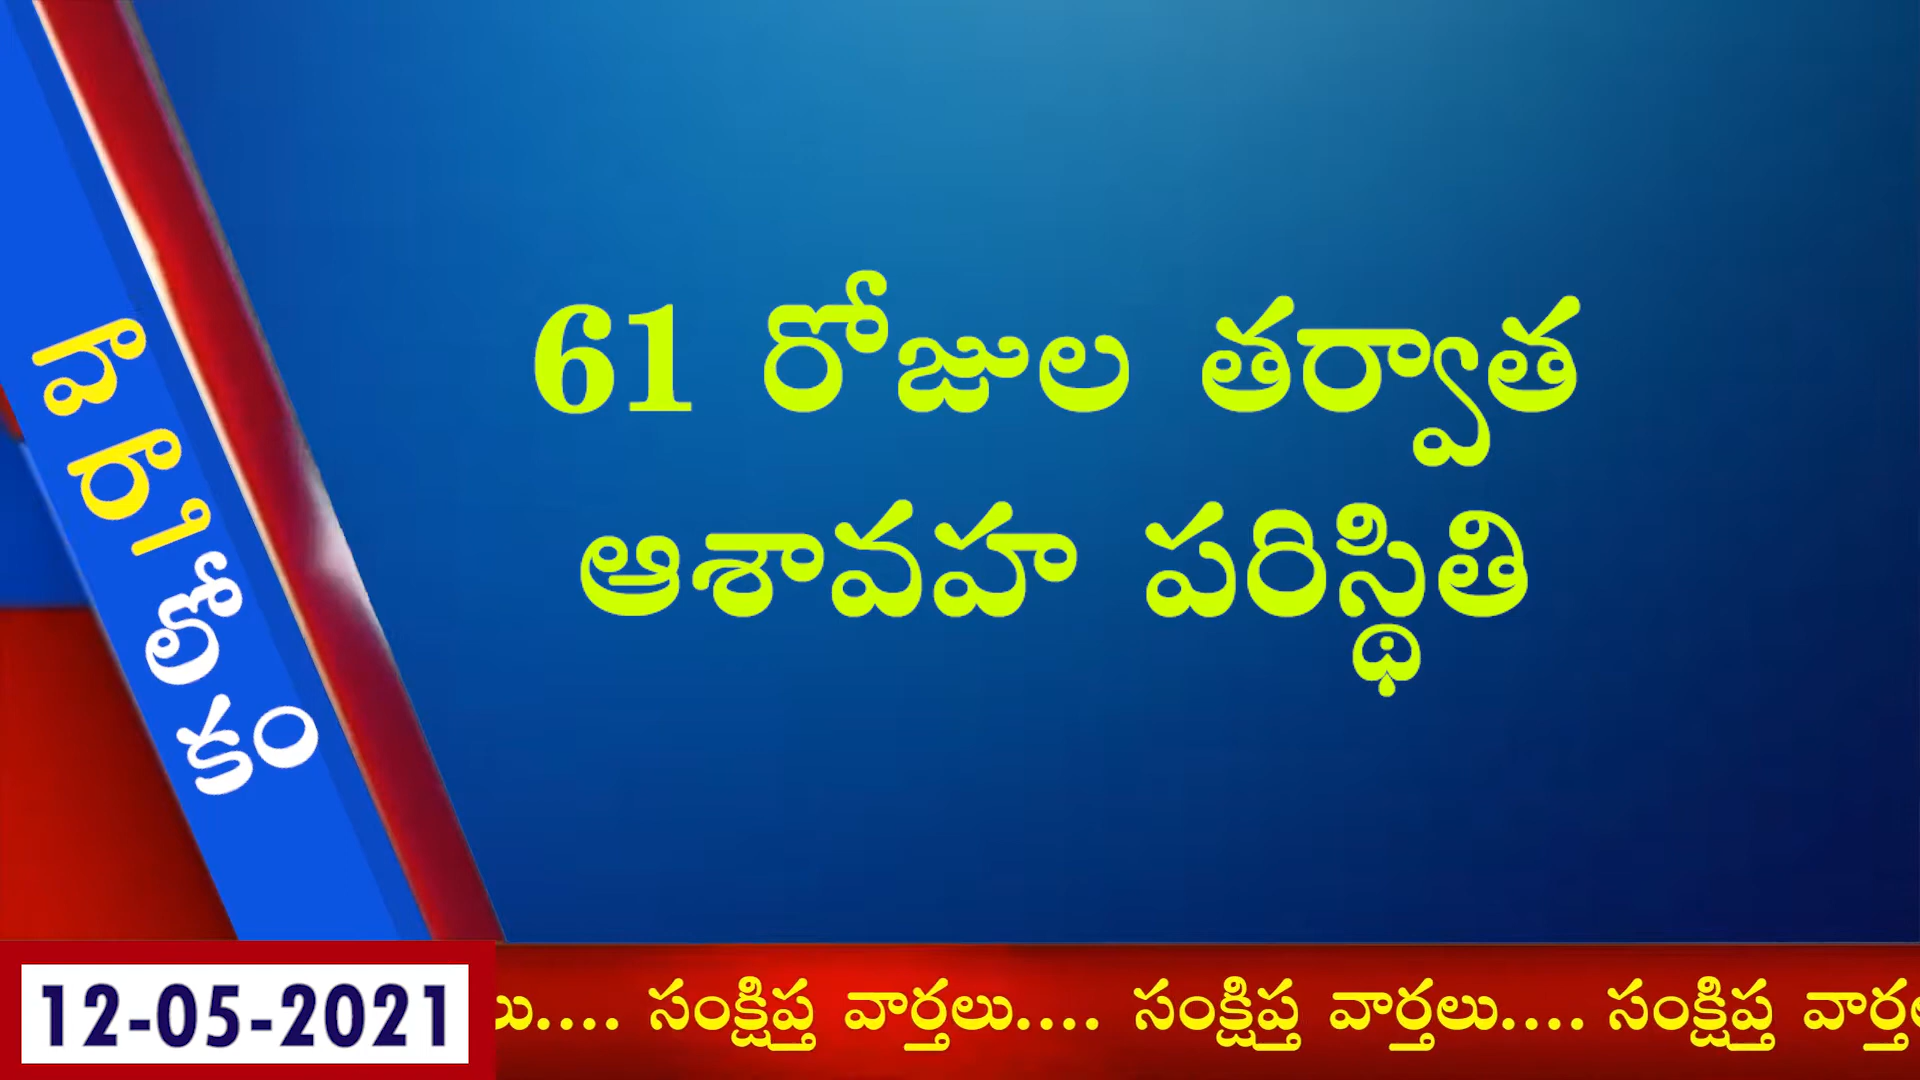 61 రోజుల తర్వాత
ఆశావహ పరిస్థితి
వారాలోకం
12-05-2021
లు.... సంక్షిప్త వార్తలు.... సంక్షిప్త వార్తలు.... సంక్షిప్త